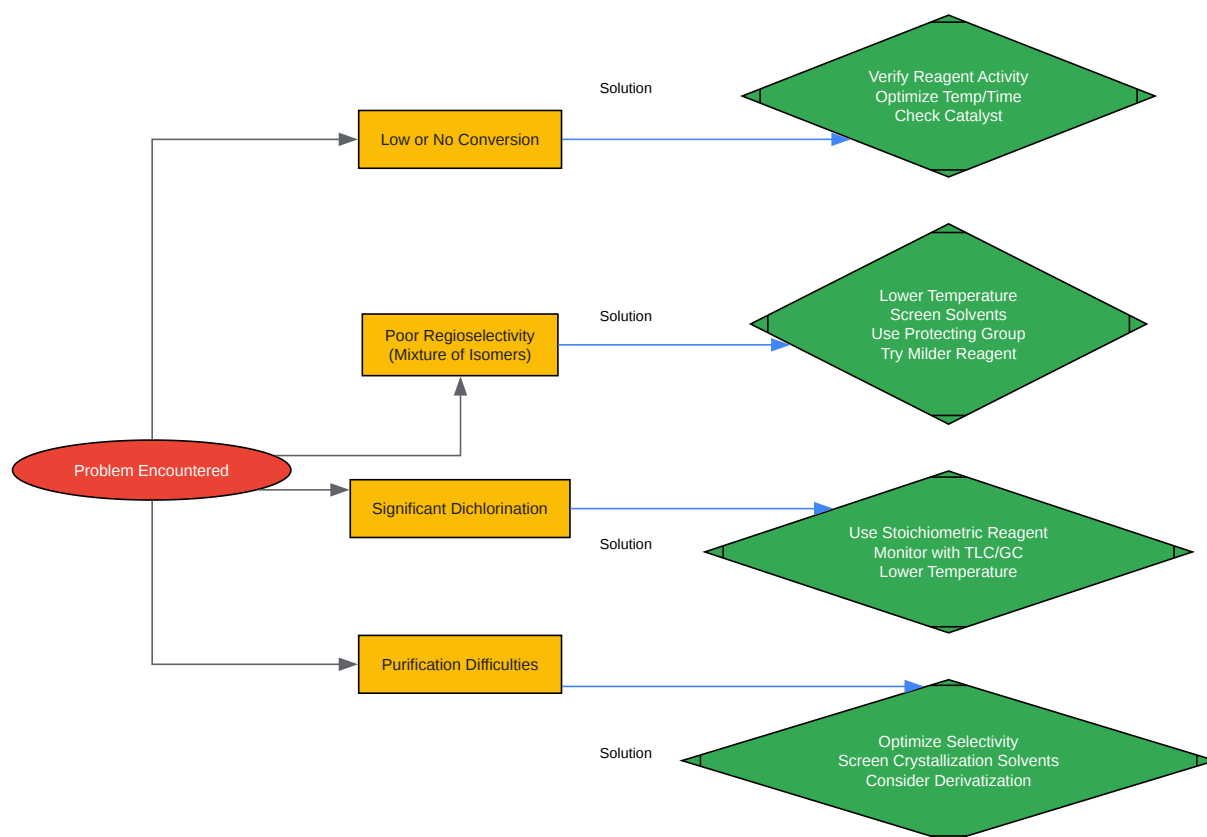 Problem Encountered
Low or No Conversion
Solution
Verify Reagent Activity
Optimize Temp/Time
Check Catalyst
Poor Regioselectivity
(Mixture of Isomers)
Solution
Lower Temperature
Screen Solvents
Use Protecting Group
Try Milder Reagent
Significant Dichlorination
Solution
Use Stoichiometric Reagent
Monitor with TLC/GC
Lower Temperature
Purification Difficulties
Solution
Optimize Selectivity
Screen Crystallization Solvents
Consider Derivatization